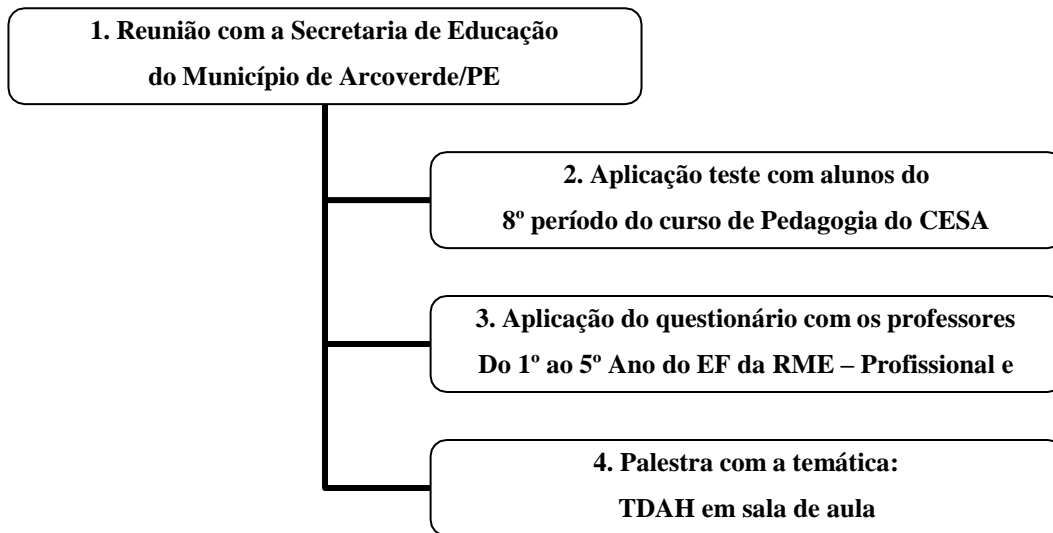 1. Reunião com a Secretaria de Educação
do Município de Arcoverde/PE
2. Aplicação teste com alunos do
8º período do curso de Pedagogia do CESA
3. Aplicação do questionário com os professores
Do 1º ao 5º Ano do EF da RME – Profissional e
4. Palestra com a temática:
TDAH em sala de aula